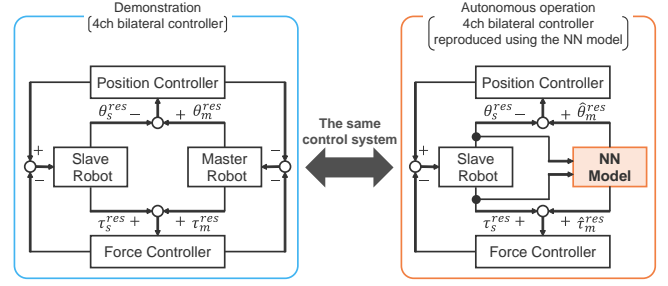 Demonstration
[4ch bilateral controller]
Position Controller
θ_s^{res} − + θ_m^{res}
+ −
Slave
Robot
Master
Robot
− −
τ_s^{res} + + τ_m^{res}
Force Controller
The same
control system
Autonomous operation
[4ch bilateral controller
reproduced using the NN model]
Position Controller
θ_s^{res} − + θ̂_m^{res}
+
Slave
Robot
NN
Model
−
τ_s^{res} + + τ̂_m^{res}
Force Controller